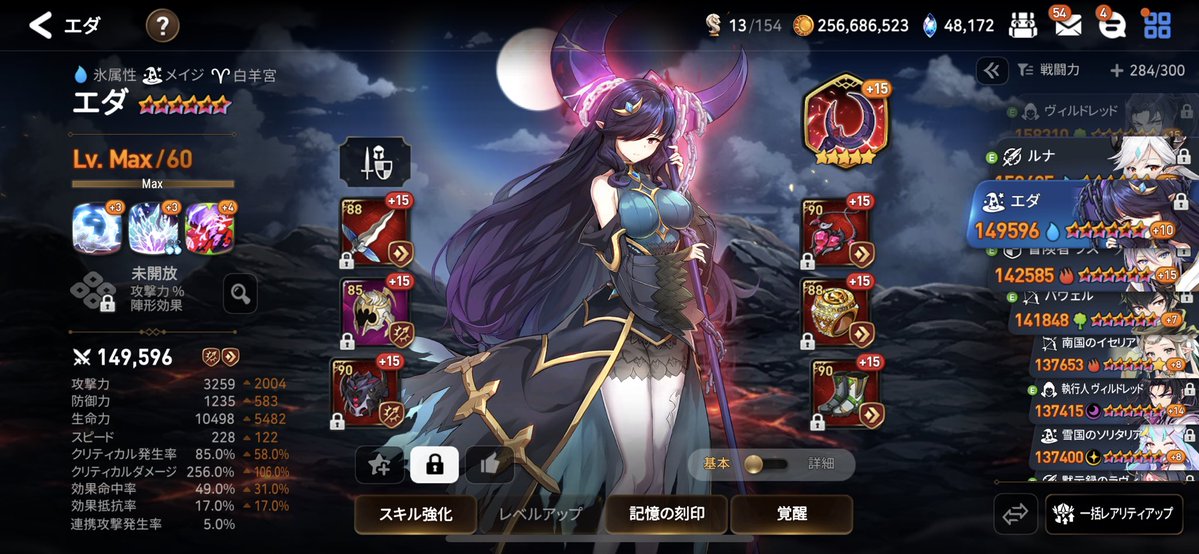 エダ
?
13/154
256,686,523
48,172
54
4
氷属性 メイジ 白羊宮
エダ
Lv. Max/60
Max
+3
+3
+4
未開放
攻撃力%
陣形効果
149,596
攻撃力 3259 2004
防御力 1235 583
生命力 10498 5482
スピード 228 122
クリティカル発生率 85.0% 58.0%
クリティカルダメージ 256.0% 106.0%
効果命中率 49.0% 31.0%
効果抵抗率 17.0% 17.0%
連携攻撃発生率 5.0%
88 +15
85 +15
90 +15
+15
90 +15
88 +15
90 +15
基本 詳細
スキル強化
レベルアップ
記憶の刻印
覚醒
戦闘力
+ 284/300
E ヴィルドレッド
E ルナ
エダ
149596 +10
142585 +15
E パヴェル
141848 +7
南国のイセリア
137653 +8
E 執行人ヴィルドレッド
137415 +14
雪国のソリタリア
137400 +8
一括レアリティアップ